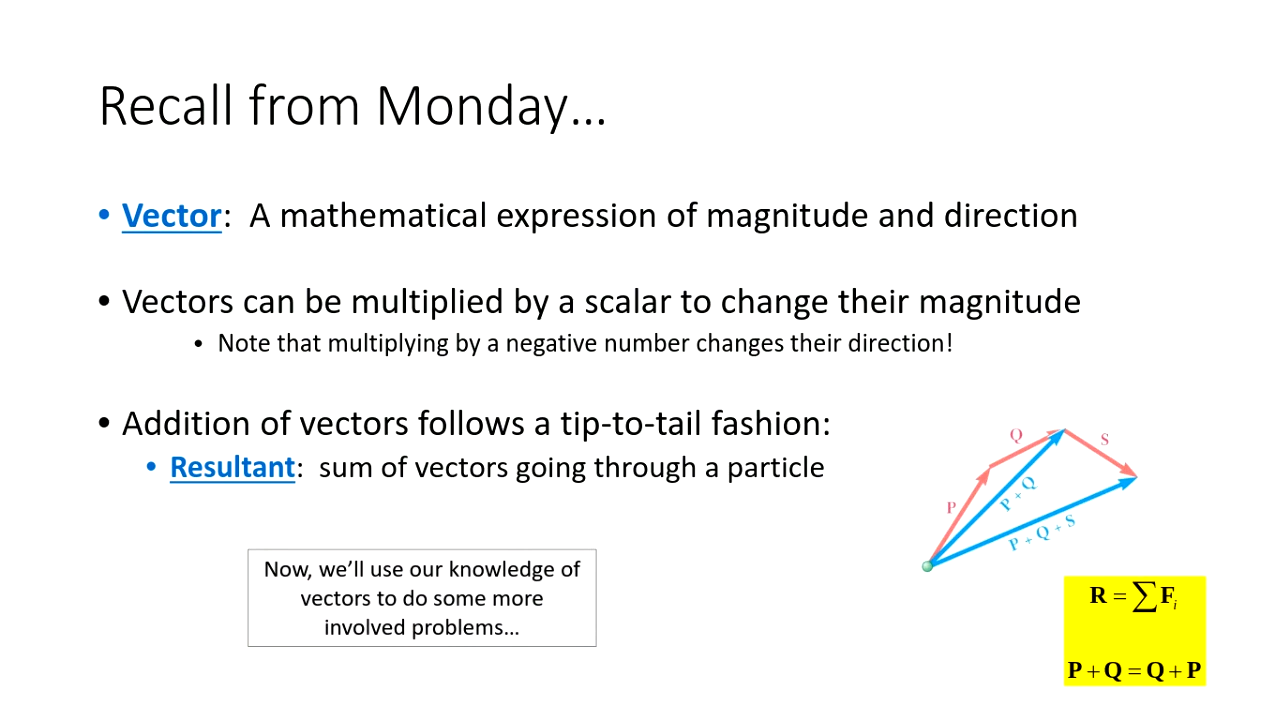 Recall from Monday…
• Vector:  A mathematical expression of magnitude and direction
• Vectors can be multiplied by a scalar to change their magnitude
• Note that multiplying by a negative number changes their direction!
• Addition of vectors follows a tip-to-tail fashion:
• Resultant:  sum of vectors going through a particle
Q
S
P
P + Q
P + Q + S
Now, we’ll use our knowledge of
vectors to do some more
involved problems…
R = ∑Fᵢ
P + Q = Q + P